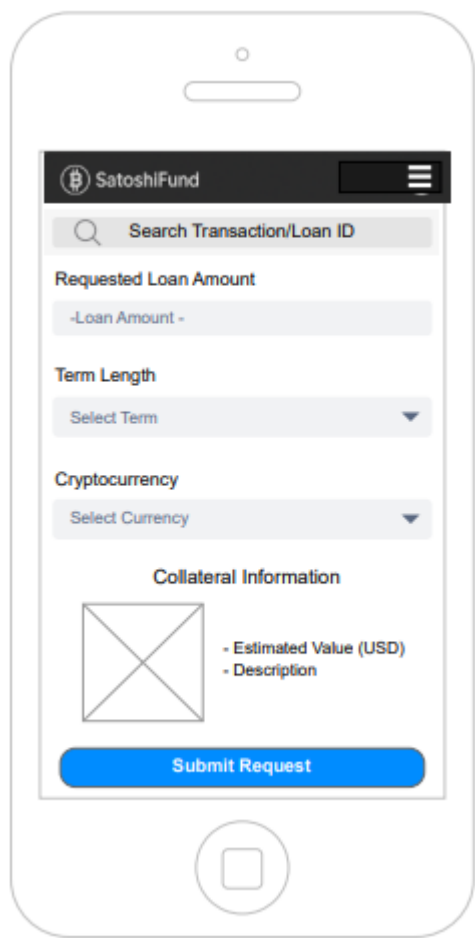 SatoshiFund
Search Transaction/Loan ID
Requested Loan Amount
-Loan Amount -
Term Length
Select Term
Cryptocurrency
Select Currency
Collateral Information
- Estimated Value (USD)
- Description
Submit Request